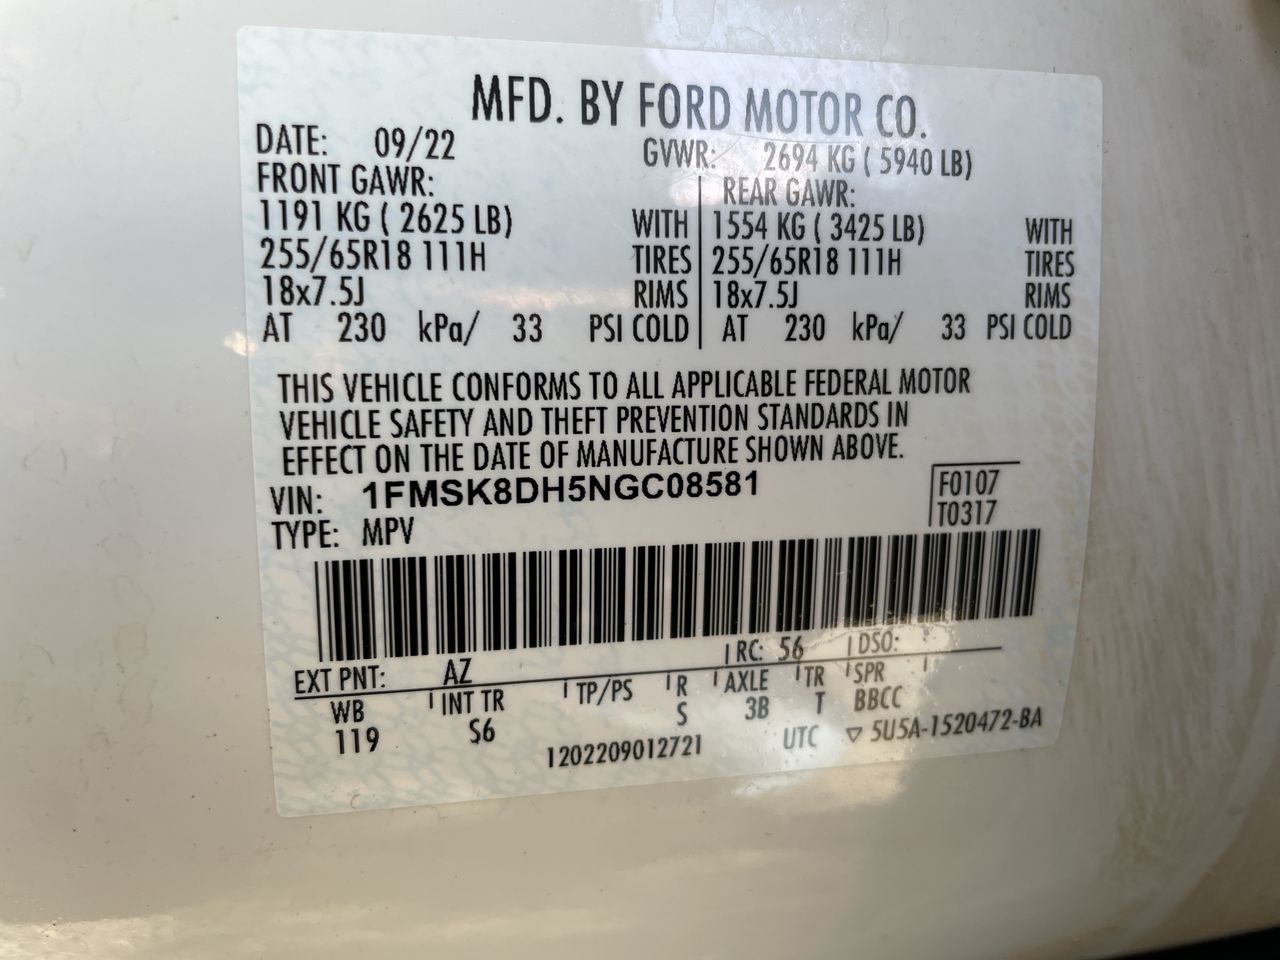 MFD. BY FORD MOTOR CO.
DATE: 09/22
GVWR: 2694 KG ( 5940 LB)
FRONT GAWR:
1191 KG ( 2625 LB) WITH
255/65R18 111H TIRES
18x7.5J RIMS
AT 230 kPa/ 33 PSI COLD
REAR GAWR:
1554 KG ( 3425 LB) WITH
255/65R18 111H TIRES
18x7.5J RIMS
AT 230 kPa/ 33 PSI COLD
THIS VEHICLE CONFORMS TO ALL APPLICABLE FEDERAL MOTOR
VEHICLE SAFETY AND THEFT PREVENTION STANDARDS IN
EFFECT ON THE DATE OF MANUFACTURE SHOWN ABOVE.
VIN: 1FMSK8DH5NGC08581
F0107
TYPE: MPV
T0317
EXT PNT: AZ RC: 56 DSO:
WB INT TR TP/PS R AXLE TR SPR
119 S6 S 3B T BBCC
1202209012721 UTC ▽ 5U5A-1520472-BA